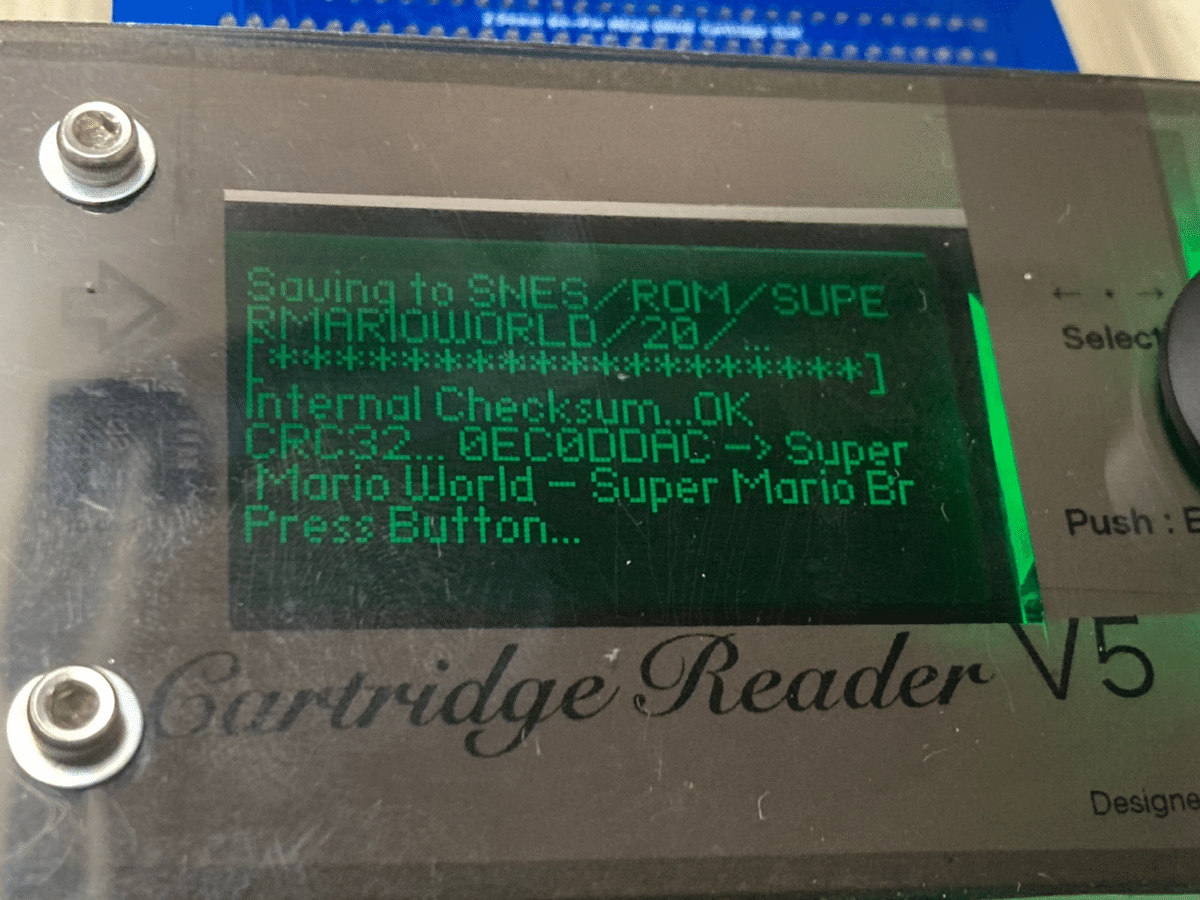 Saving to SNES/ROM/SUPE
RMARIOWORLD/20/...
[*******************]
Internal Checksum...OK
CRC32... 0EC0DDAC -> Super
Mario World - Super Mario Br
Press Button...
← · →
Select
Push : E
Cartridge Reader V5
Designe